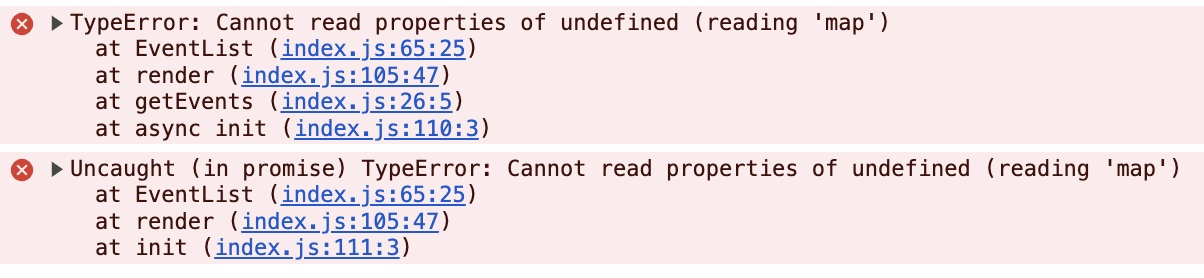 TypeError: Cannot read properties of undefined (reading 'map')
at EventList (index.js:65:25)
at render (index.js:105:47)
at getEvents (index.js:26:5)
at async init (index.js:110:3)
Uncaught (in promise) TypeError: Cannot read properties of undefined (reading 'map')
at EventList (index.js:65:25)
at render (index.js:105:47)
at init (index.js:111:3)